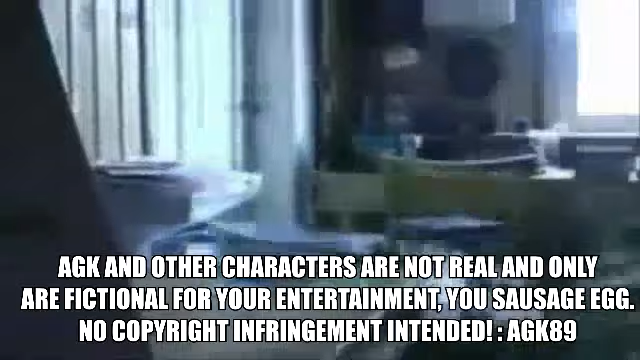 AGK AND OTHER CHARACTERS ARE NOT REAL AND ONLY
ARE FICTIONAL FOR YOUR ENTERTAINMENT, YOU SAUSAGE EGG.
NO COPYRIGHT INFRINGEMENT INTENDED! : AGK89